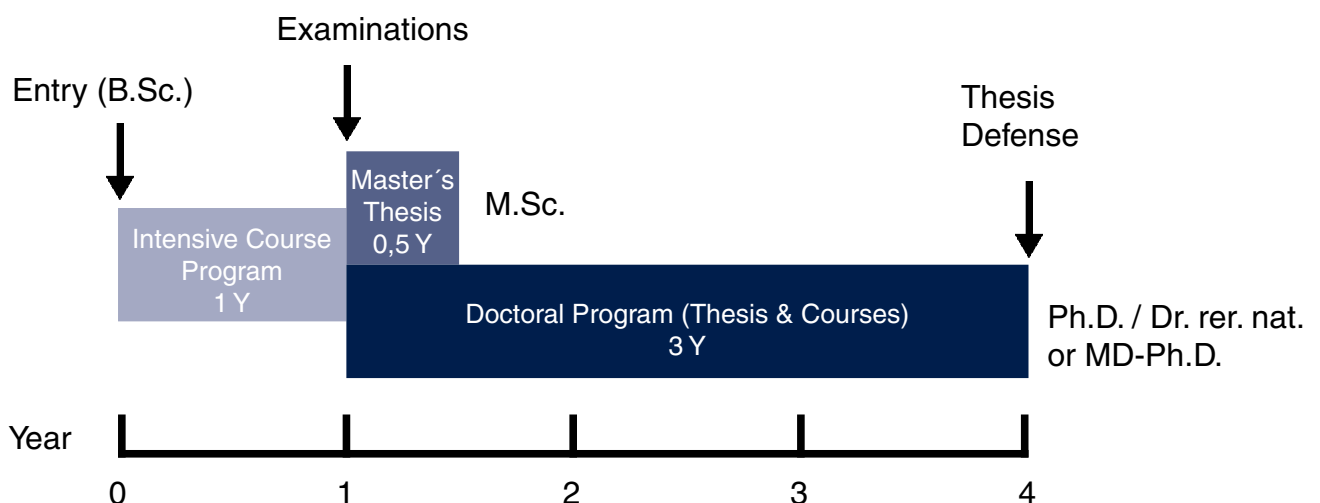 Examinations
Entry (B.Sc.)
Thesis
Defense
Master´s
Thesis
0,5 Y
M.Sc.
Intensive Course
Program
1 Y
Doctoral Program (Thesis & Courses)
3 Y
Ph.D. / Dr. rer. nat.
or MD-Ph.D.
Year
0 1 2 3 4